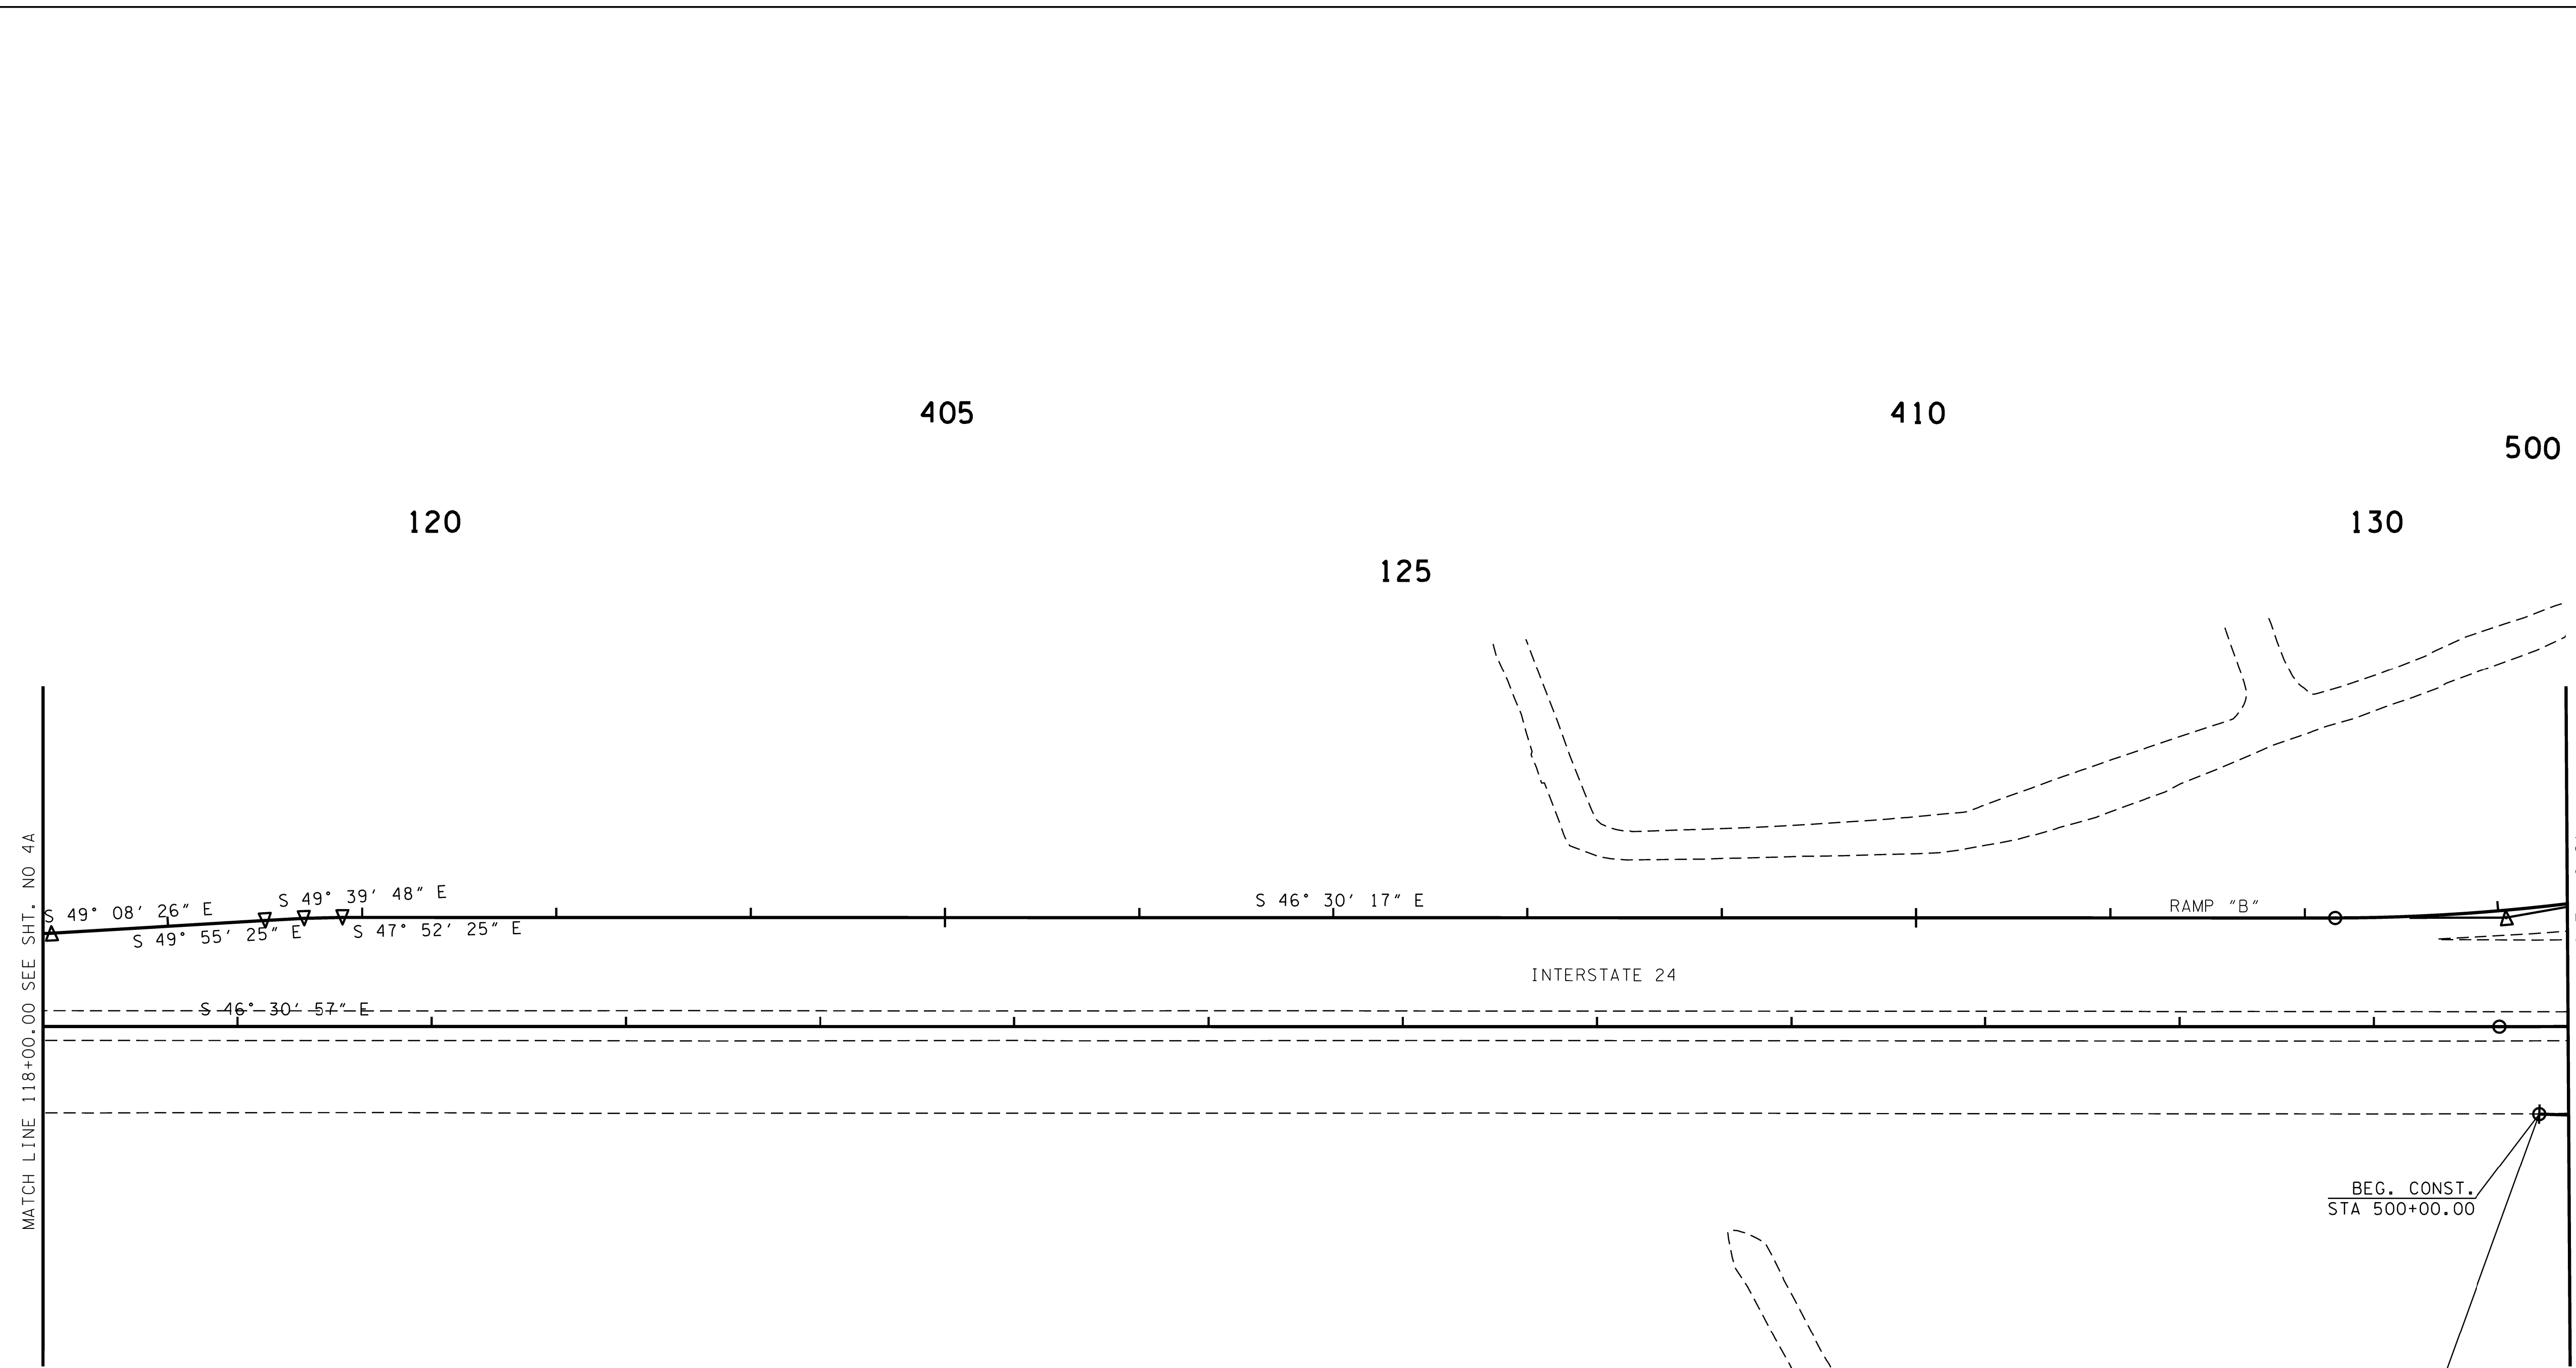 405
410
500
120
130
125
MATCH LINE 118+00.00 SEE SHT. NO 4A
S 49° 08' 26" E
S 49° 39' 48" E
S 49° 55' 25" E
S 47° 52' 25" E
S 46° 30' 17" E
RAMP "B"
INTERSTATE 24
S 46° 30' 57" E
BEG. CONST.
STA 500+00.00